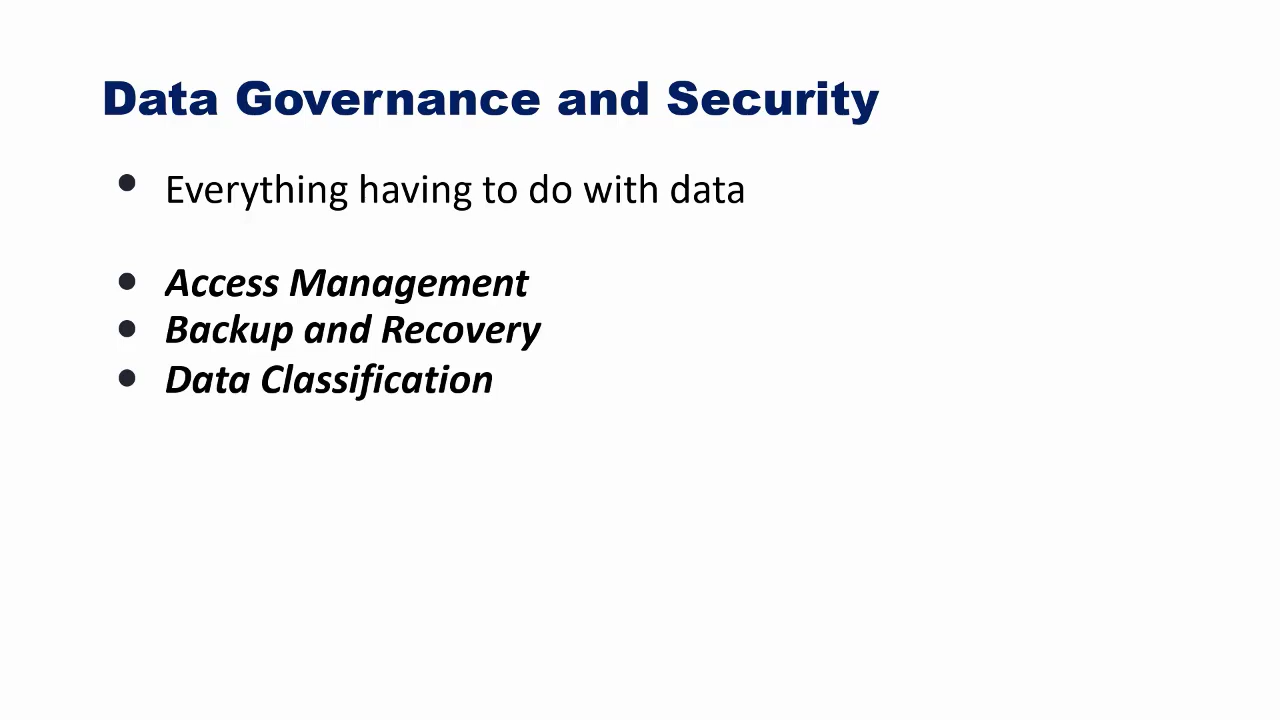 Data Governance and Security
• Everything having to do with data
• Access Management
• Backup and Recovery
• Data Classification